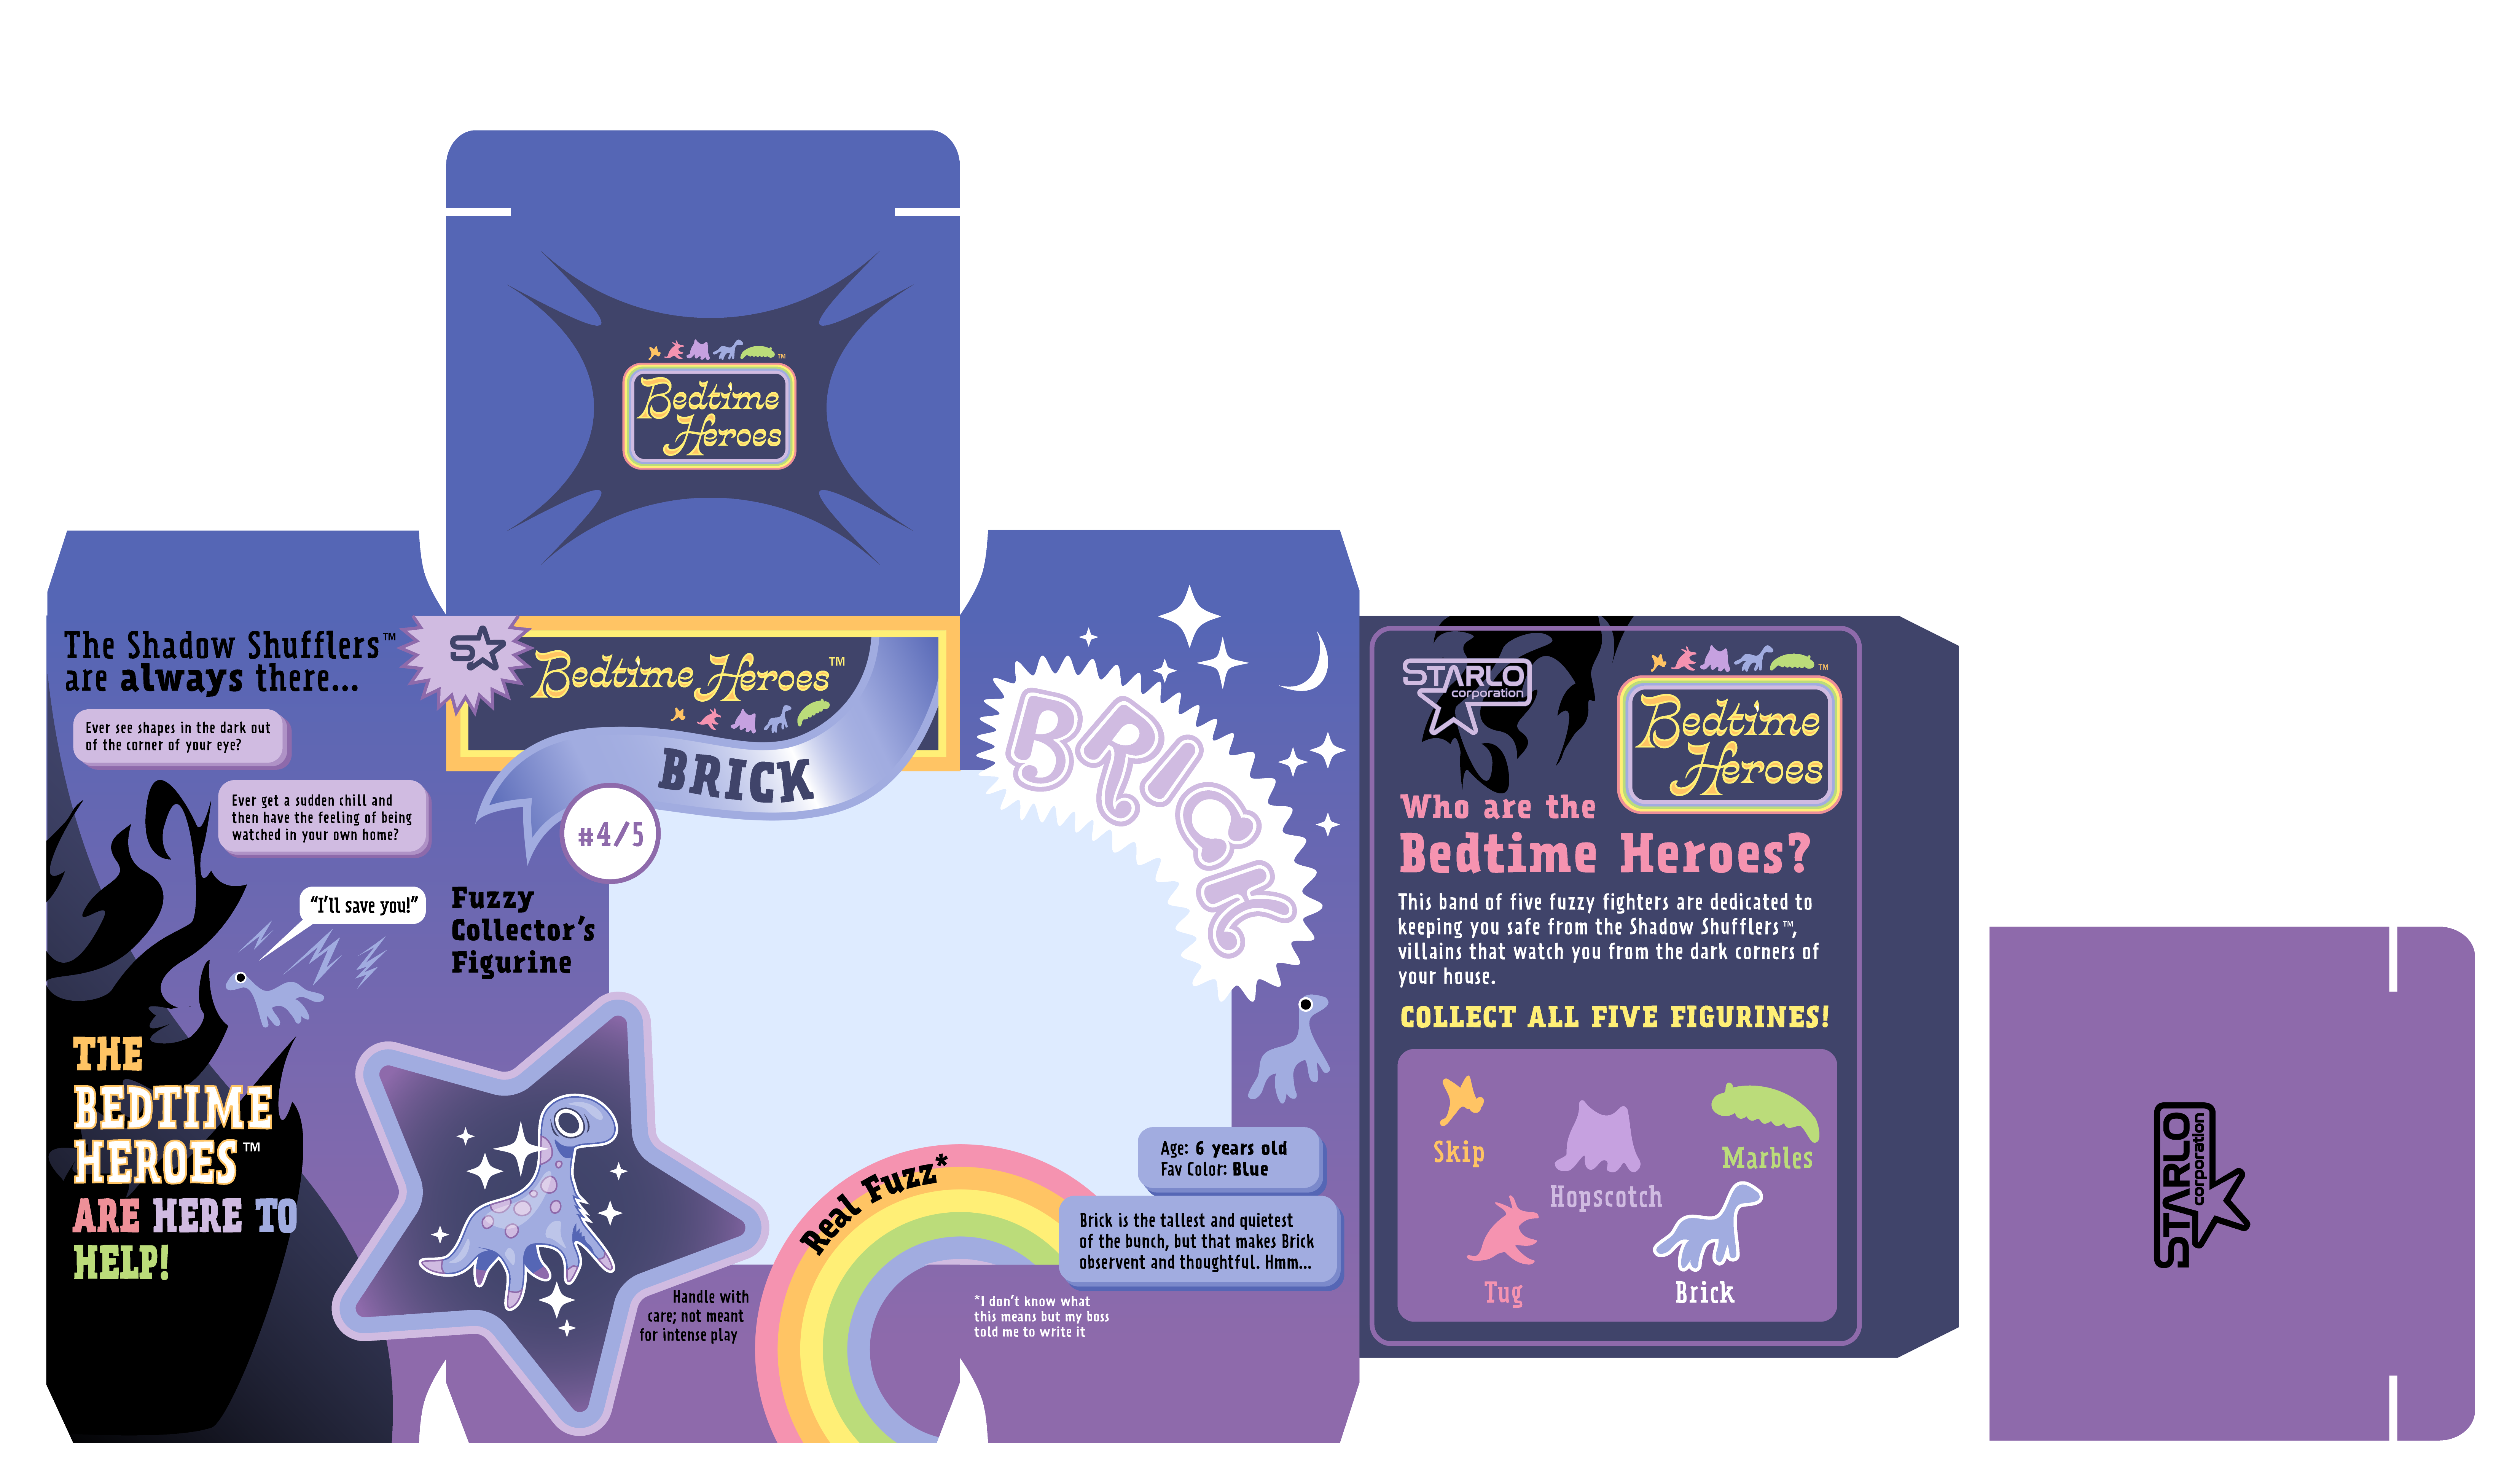 ™
Bedtime
Heroes
The Shadow Shufflers™
are always there...
Ever see shapes in the dark out
of the corner of your eye?
Ever get a sudden chill and
then have the feeling of being
watched in your own home?
"I'll save you!"
THE
BEDTIME
HEROES™
ARE HERE TO
HELP!
S
Bedtime Heroes™
BRICK
#4/5
Fuzzy
Collector's
Figurine
Handle with
care; not meant
for intense play
Real Fuzz*
*I don't know what
this means but my boss
told me to write it
BRICK
Age: 6 years old
Fav Color: Blue
Brick is the tallest and quietest
of the bunch, but that makes Brick
observent and thoughtful. Hmm...
STARLO
corporation
™
Bedtime
Heroes
Who are the
Bedtime Heroes?
This band of five fuzzy fighters are dedicated to
keeping you safe from the Shadow Shufflers™,
villains that watch you from the dark corners of
your house.
COLLECT ALL FIVE FIGURINES!
Skip
Hopscotch
Marbles
Tug
Brick
STARLO
corporation